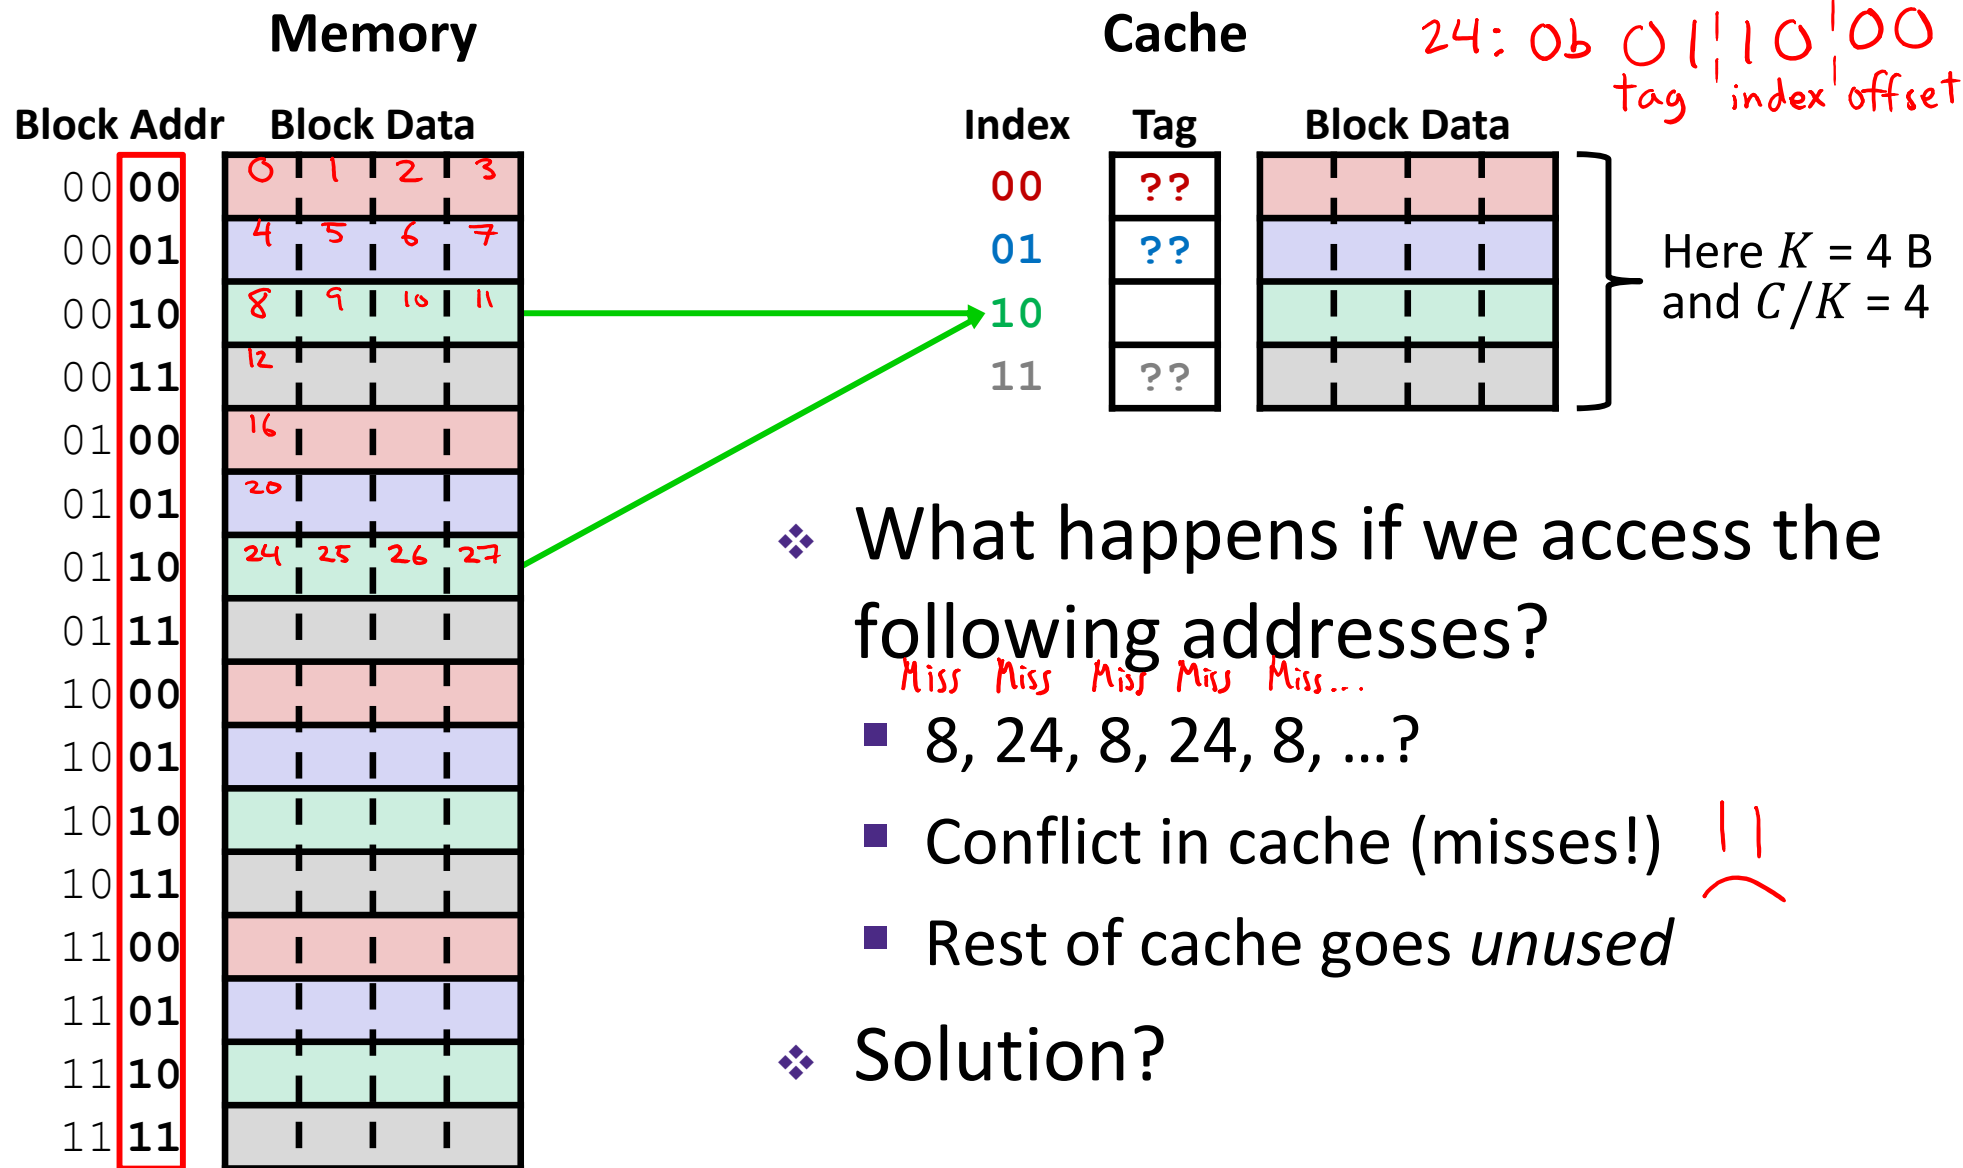 Memory
Block Addr Block Data
00 00 0 1 2 3
00 01 4 5 6 7
00 10 8 9 10 11
00 11 12
01 00 16
01 01 20
01 10 24 25 26 27
01 11
10 00
10 01
10 10
10 11
11 00
11 01
11 10
11 11
Cache
24: 0b 01 10 00
tag index offset
Index Tag Block Data
00 ??
01 ??
10
11 ??
Here K = 4 B
and C/K = 4
❖ What happens if we access the
following addresses?
Miss Miss Miss Miss Miss...
▪ 8, 24, 8, 24, 8, …?
▪ Conflict in cache (misses!)
▪ Rest of cache goes unused
❖ Solution?